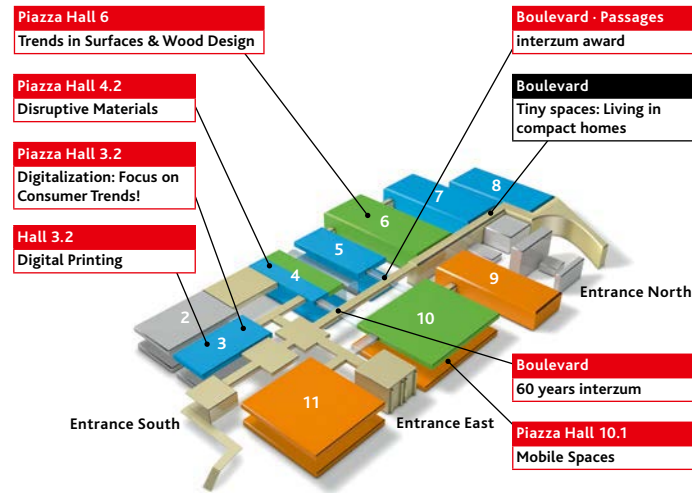 Piazza Hall 6
Trends in Surfaces & Wood Design
Boulevard · Passages
interzum award
Piazza Hall 4.2
Disruptive Materials
Boulevard
Tiny spaces: Living in
compact homes
Piazza Hall 3.2
Digitalization: Focus on
Consumer Trends!
Hall 3.2
Digital Printing
8
7
6
5
4
9
Entrance North
2
10
3
Boulevard
60 years interzum
11
Entrance South
Entrance East
Piazza Hall 10.1
Mobile Spaces